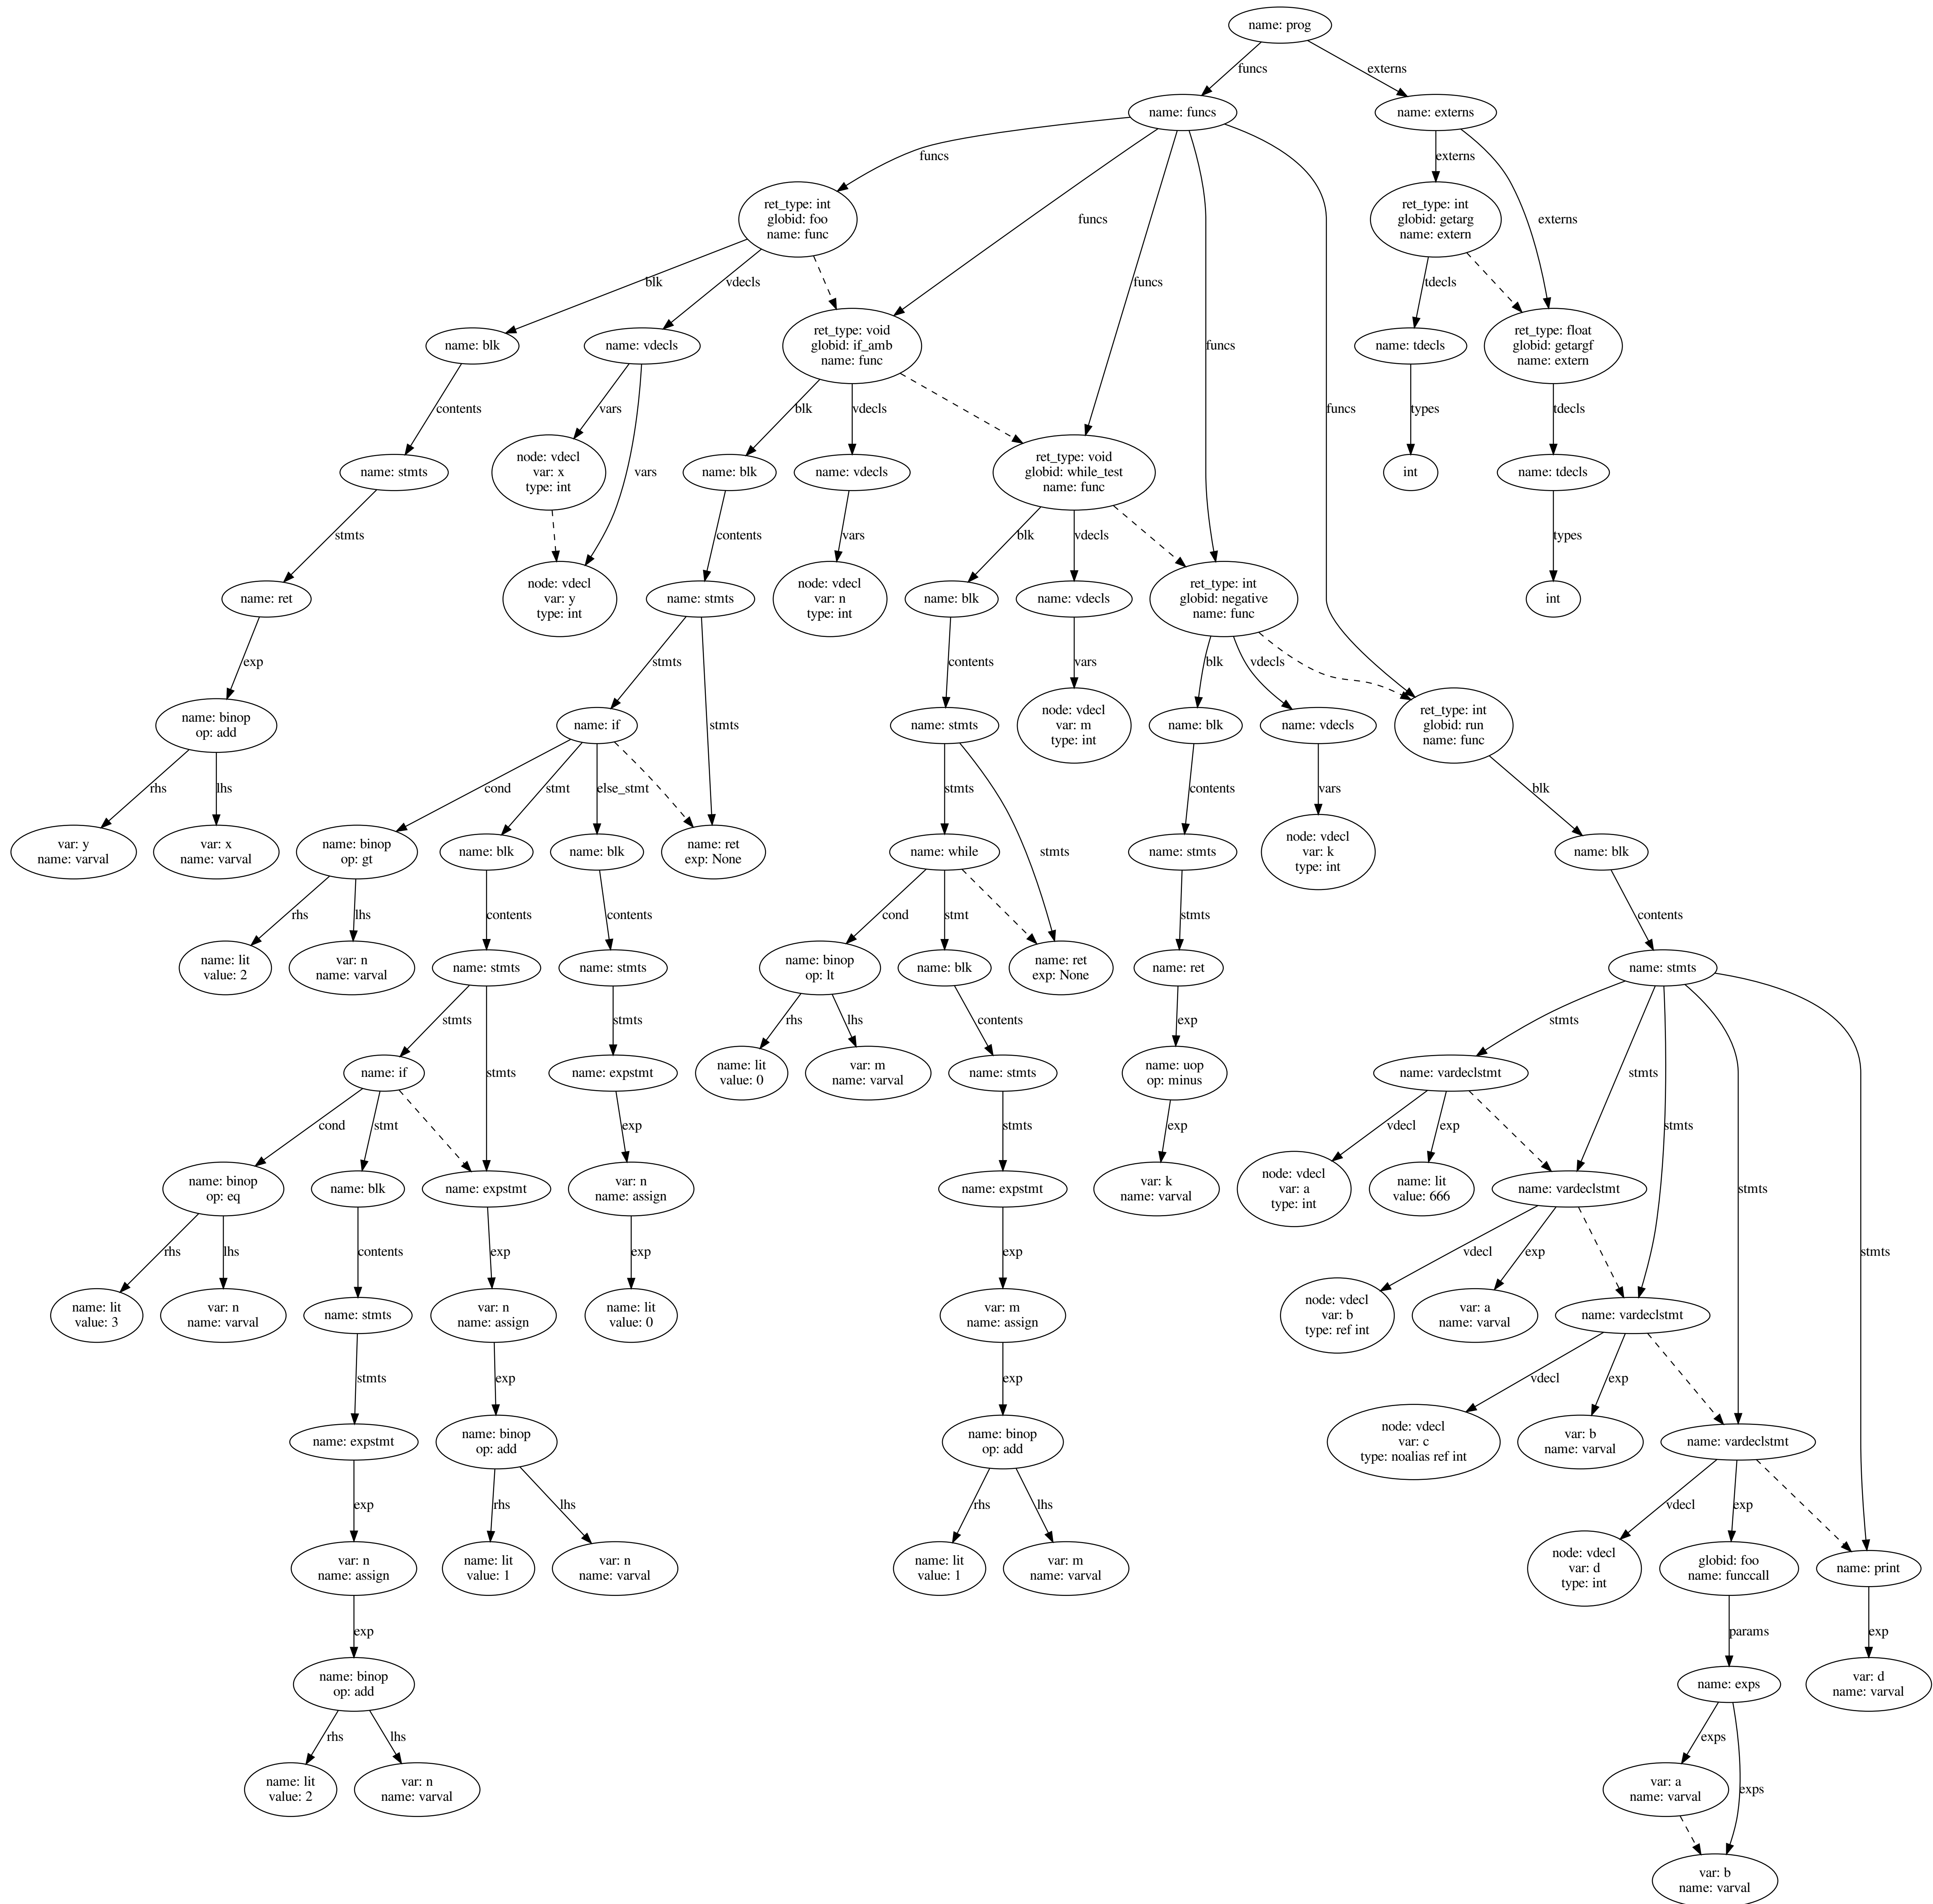 name: prog
funcs
externs
name: funcs
name: externs
funcs
funcs
funcs
funcs
funcs
externs
externs
ret_type: int
globid: foo
name: func
ret_type: int
globid: getarg
name: extern
blk
vdecls
tdecls
name: blk
name: vdecls
ret_type: void
globid: if_amb
name: func
name: tdecls
ret_type: float
globid: getargf
name: extern
contents
vars
vars
blk
vdecls
types
tdecls
name: stmts
node: vdecl
var: x
type: int
name: blk
name: vdecls
ret_type: void
globid: while_test
name: func
int
name: tdecls
stmts
contents
vars
blk
vdecls
types
name: ret
node: vdecl
var: y
type: int
name: stmts
node: vdecl
var: n
type: int
name: blk
name: vdecls
ret_type: int
globid: negative
name: func
int
exp
stmts
stmts
contents
vars
blk
vdecls
name: binop
op: add
name: if
name: stmts
node: vdecl
var: m
type: int
name: blk
name: vdecls
ret_type: int
globid: run
name: func
rhs
lhs
cond
stmt
else_stmt
stmts
stmts
contents
vars
blk
var: y
name: varval
var: x
name: varval
name: binop
op: gt
name: blk
name: blk
name: ret
exp: None
name: while
name: stmts
node: vdecl
var: k
type: int
name: blk
rhs
lhs
contents
contents
cond
stmt
stmts
contents
name: lit
value: 2
var: n
name: varval
name: stmts
name: stmts
name: binop
op: lt
name: blk
name: ret
exp: None
name: ret
name: stmts
stmts
stmts
stmts
rhs
lhs
contents
exp
stmts
stmts
stmts
stmts
stmts
name: if
name: expstmt
name: lit
value: 0
var: m
name: varval
name: stmts
name: uop
op: minus
name: vardeclstmt
cond
stmt
exp
stmts
exp
vdecl
exp
name: binop
op: eq
name: blk
name: expstmt
var: n
name: assign
name: expstmt
var: k
name: varval
node: vdecl
var: a
type: int
name: lit
value: 666
name: vardeclstmt
rhs
lhs
contents
exp
exp
exp
vdecl
exp
name: lit
value: 3
var: n
name: varval
name: stmts
var: n
name: assign
name: lit
value: 0
var: m
name: assign
node: vdecl
var: b
type: ref int
var: a
name: varval
name: vardeclstmt
stmts
exp
exp
vdecl
exp
name: expstmt
name: binop
op: add
name: binop
op: add
node: vdecl
var: c
type: noalias ref int
var: b
name: varval
name: vardeclstmt
exp
rhs
lhs
rhs
lhs
vdecl
exp
var: n
name: assign
name: lit
value: 1
var: n
name: varval
name: lit
value: 1
var: m
name: varval
node: vdecl
var: d
type: int
globid: foo
name: funccall
name: print
exp
params
exp
name: binop
op: add
name: exps
var: d
name: varval
rhs
lhs
exps
exps
name: lit
value: 2
var: n
name: varval
var: a
name: varval
var: b
name: varval